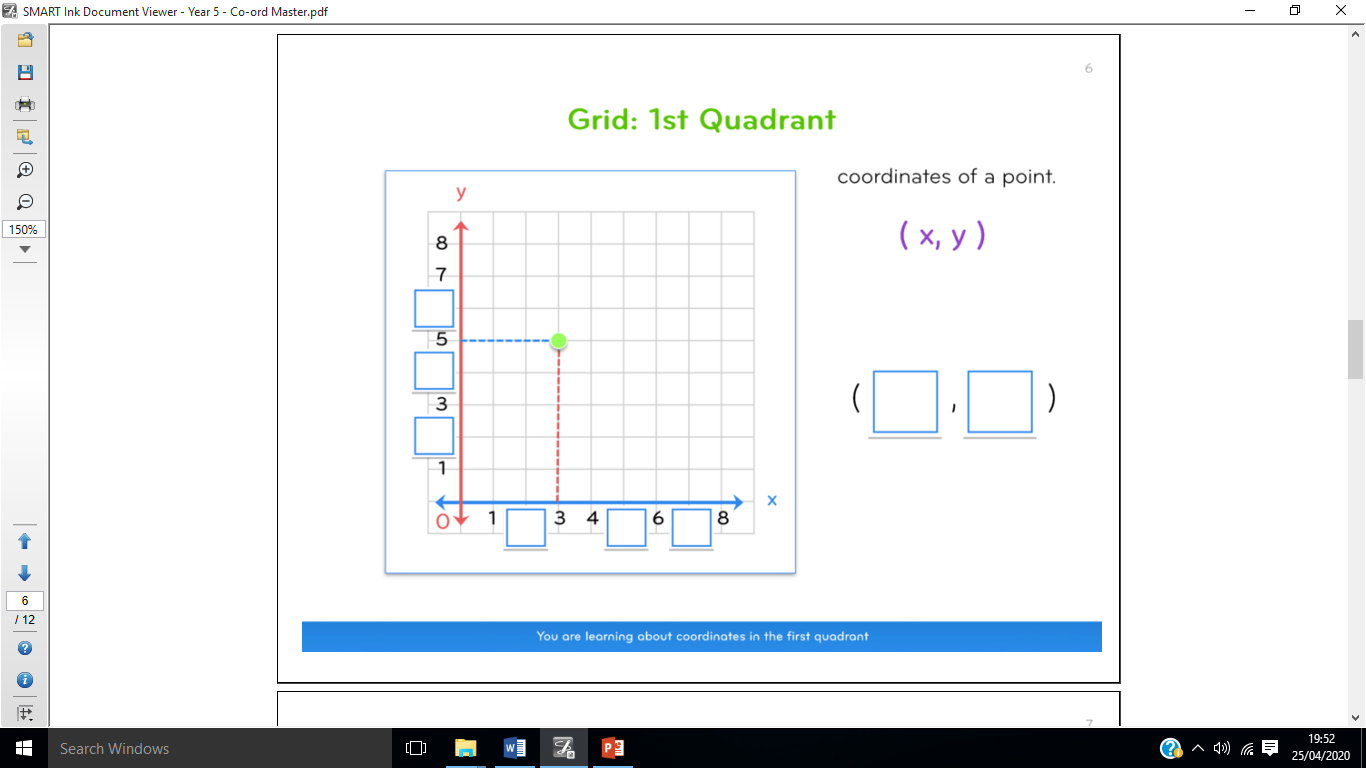 SMART Ink Document Viewer - Year 5 - Co-ord Master.pdf
150%
6
/ 12
6
Grid: 1st Quadrant
coordinates of a point.
( x, y )
y
8
7
5
3
1
0
1 3 4 6 8
x
( , )
You are learning about coordinates in the first quadrant
7
Search Windows
19:52
25/04/2020